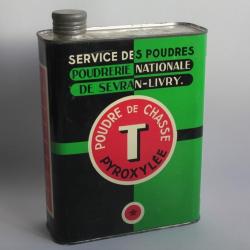 SERVICE DES POUDRES
POUDRERIE NATIONALE
DE SEVRAN-LIVRY.
POUDRE DE CHASSE
T
PYROXYLÉE